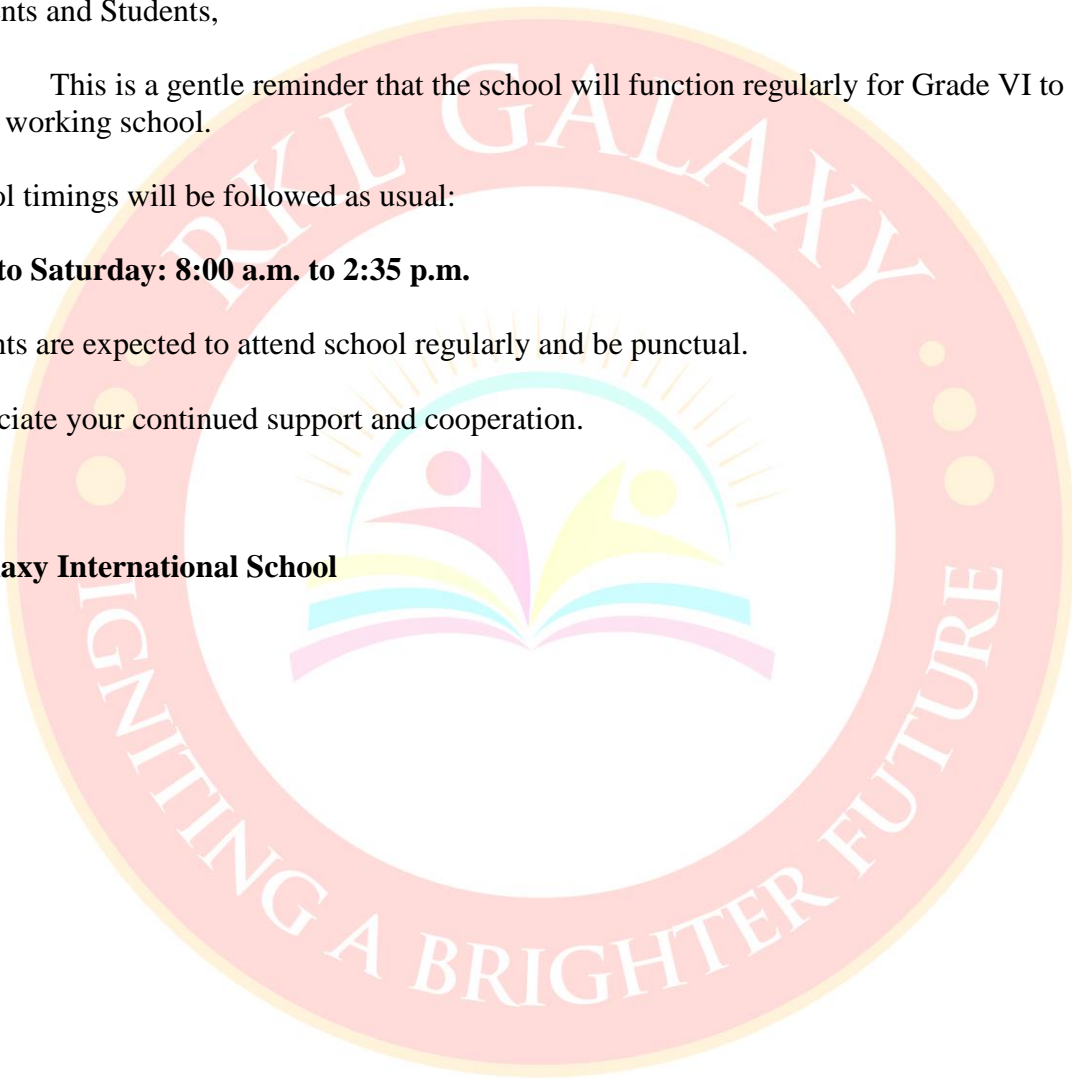 nts and Students,
This is a gentle reminder that the school will function regularly for Grade VI to
working school.
ol timings will be followed as usual:
to Saturday: 8:00 a.m. to 2:35 p.m.
nts are expected to attend school regularly and be punctual.
ciate your continued support and cooperation.
axy International School
RKL GALAXY
IGNITING A BRIGHTER FUTURE